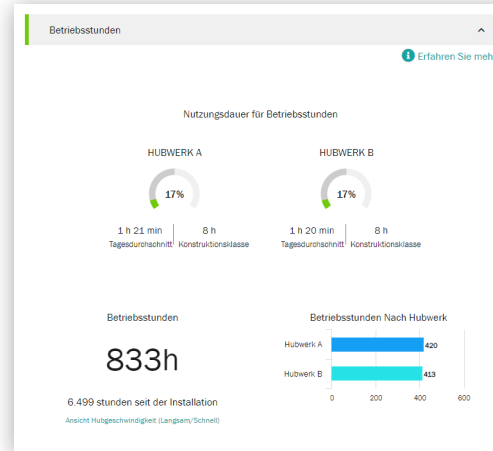 Betriebsstunden
Erfahren Sie meh
Nutzungsdauer für Betriebsstunden
HUBWERK A
HUBWERK B
17%
17%
1 h 21 min 8 h
Tagesdurchschnitt Konstruktionsklasse
1 h 20 min 8 h
Tagesdurchschnitt Konstruktionsklasse
Betriebsstunden
833h
6.499 stunden seit der Installation
Ansicht Hubgeschwindigkeit (Langsam/Schnell)
Betriebsstunden Nach Hubwerk
Hubwerk A 420
Hubwerk B 413
0 200 400 600